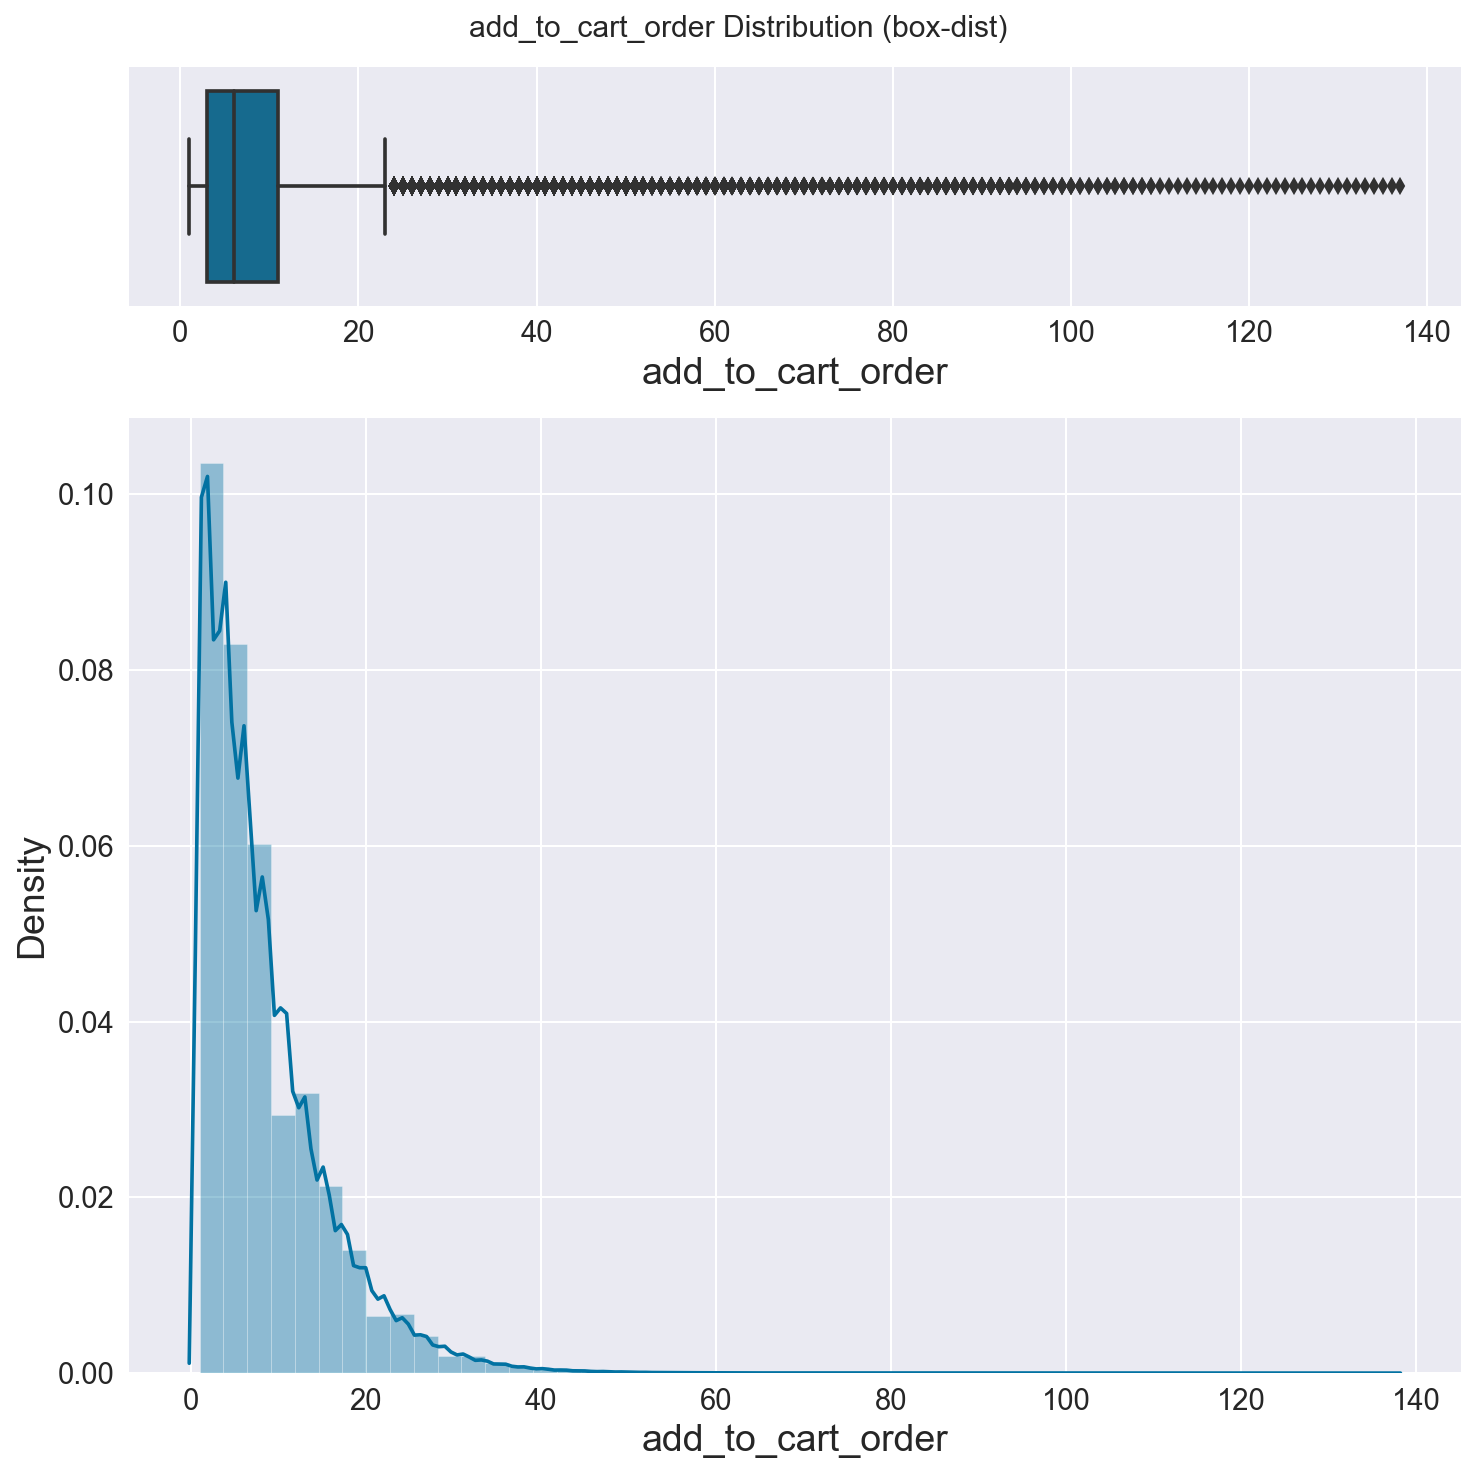 add_to_cart_order Distribution (box-dist)
0 20 40 60 80 100 120 140
add_to_cart_order
0.10
0.08
0.06
0.04
0.02
0.00
Density
0 20 40 60 80 100 120 140
add_to_cart_order